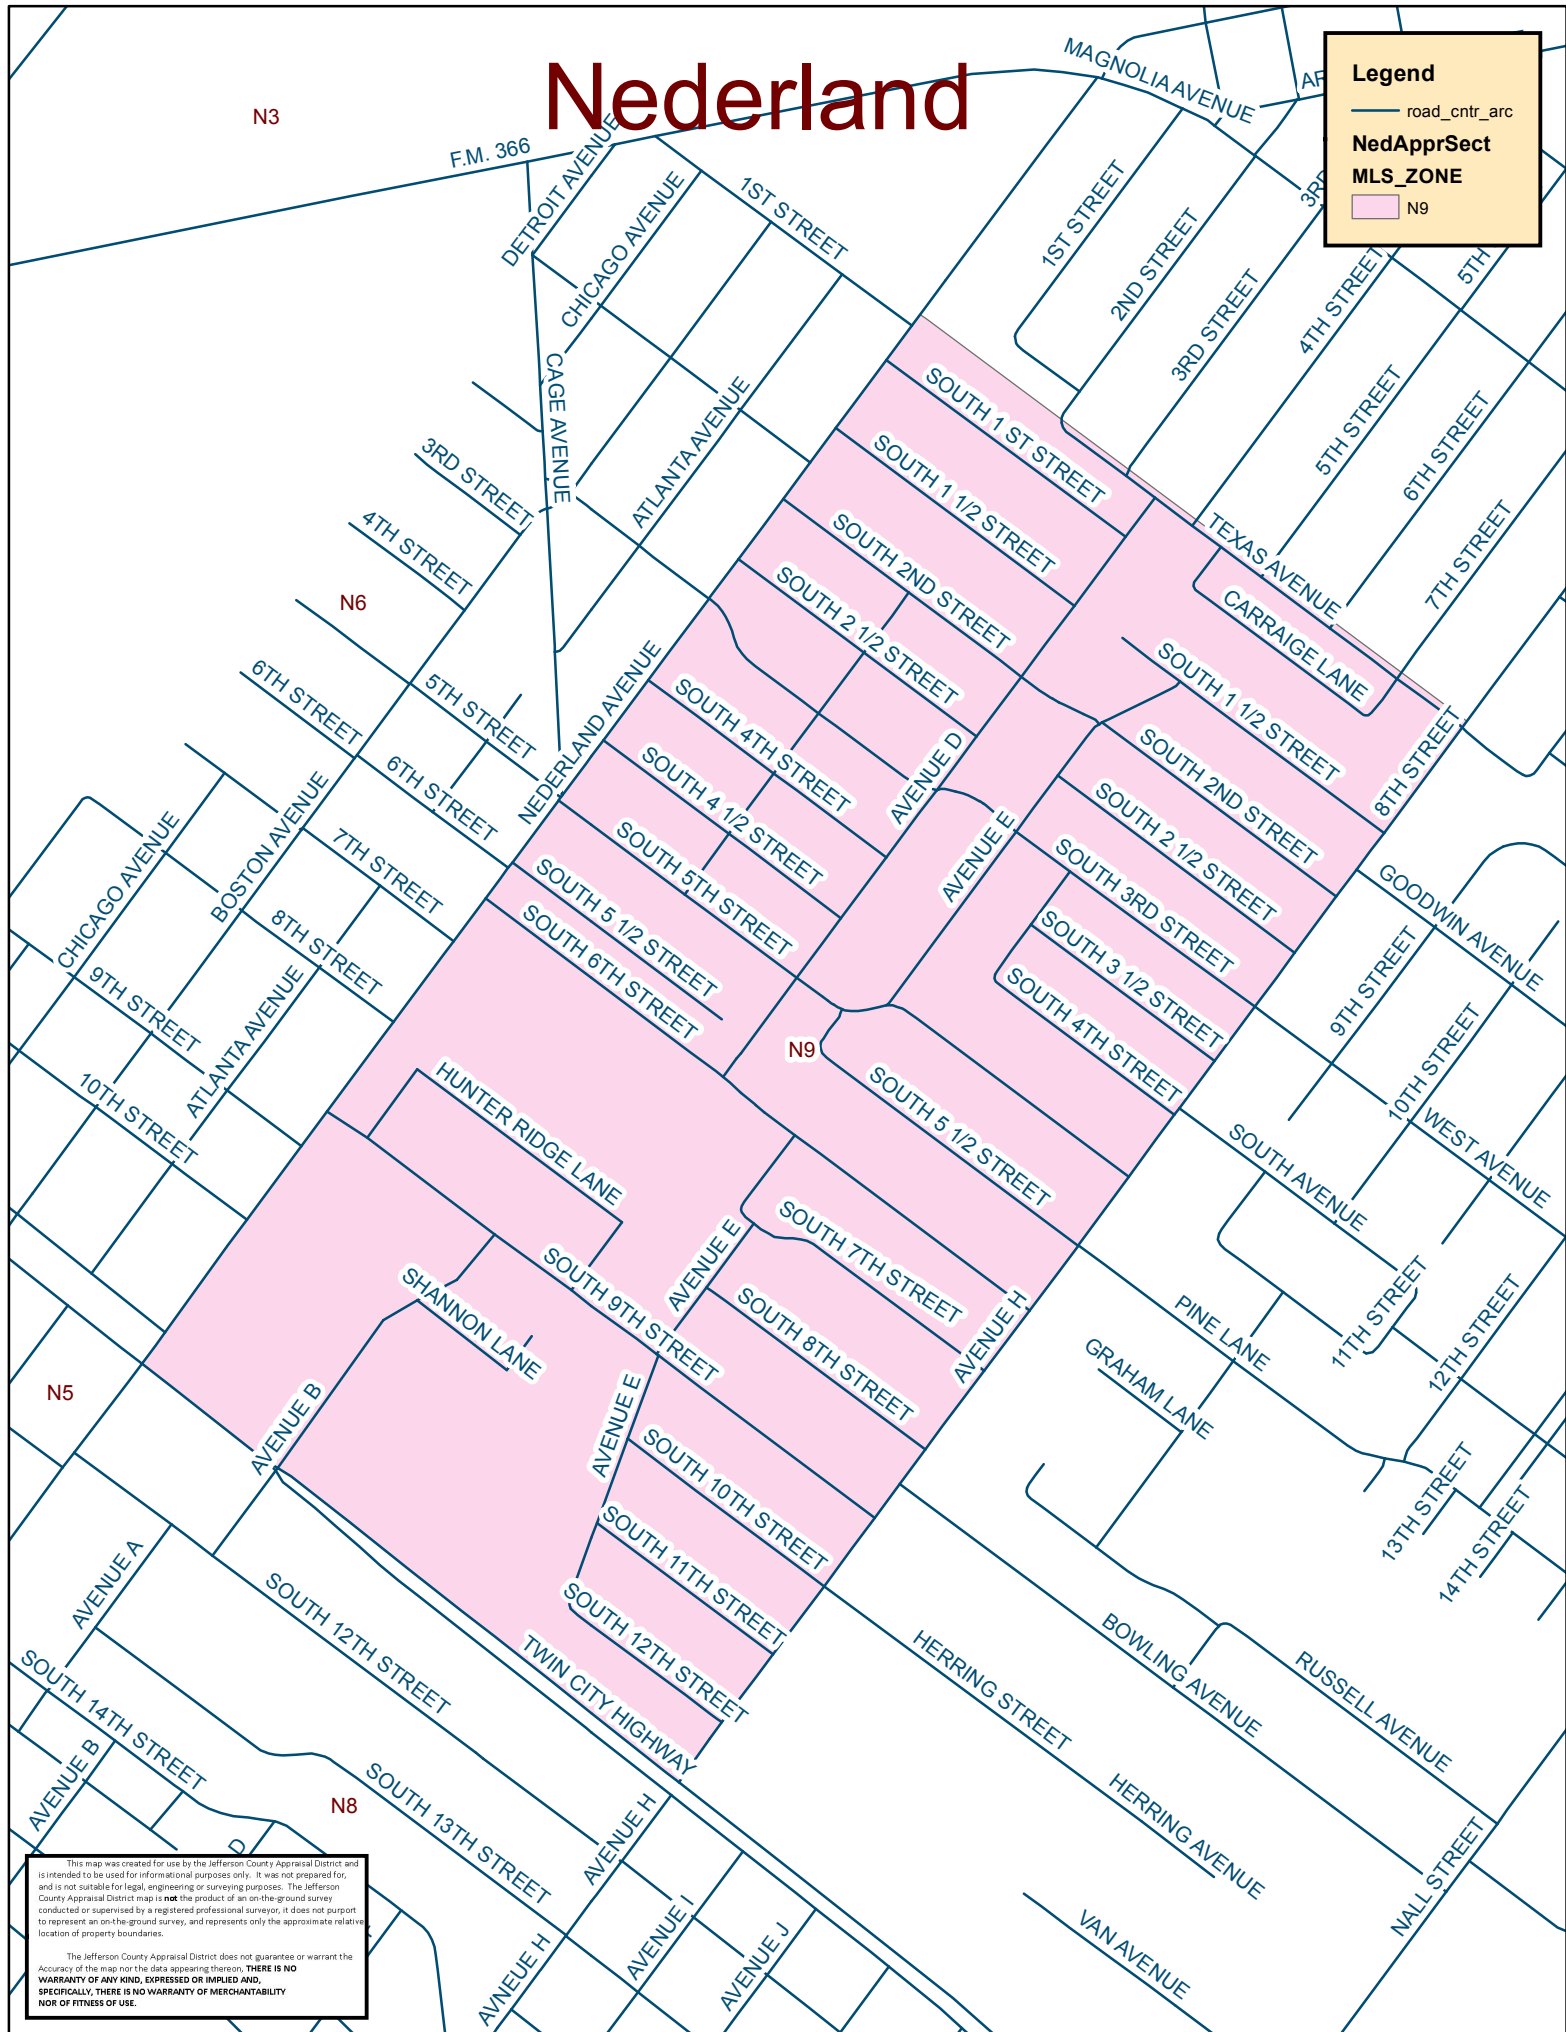 Nederland
MAGNOLIA AVENUE
N3
F.M. 366
DETROIT AVENUE
CHICAGO AVENUE
1ST STREET
1ST STREET
2ND STREET
3RD STREET
4TH STREET
5TH
5TH STREET
6TH STREET
7TH STREET
Legend
road_cntr_arc
NedApprSect
MLS_ZONE
N9
CAGE AVENUE
ATLANTA AVENUE
3RD STREET
4TH STREET
N6
5TH STREET
6TH STREET
6TH STREET
7TH STREET
8TH STREET
9TH STREET
10TH STREET
CHICAGO AVENUE
BOSTON AVENUE
ATLANTA AVENUE
NEDERLAND AVENUE
SOUTH 1 ST STREET
SOUTH 1 1/2 STREET
SOUTH 2ND STREET
SOUTH 2 1/2 STREET
SOUTH 4TH STREET
SOUTH 4 1/2 STREET
SOUTH 5TH STREET
SOUTH 5 1/2 STREET
SOUTH 6TH STREET
TEXAS AVENUE
CARRAIGE LANE
SOUTH 1 1/2 STREET
SOUTH 2ND STREET
SOUTH 2 1/2 STREET
SOUTH 3RD STREET
SOUTH 3 1/2 STREET
SOUTH 4TH STREET
SOUTH 5 1/2 STREET
AVENUE D
AVENUE E
8TH STREET
GOODWIN AVENUE
9TH STREET
10TH STREET
WEST AVENUE
SOUTH AVENUE
N9
HUNTER RIDGE LANE
SHANNON LANE
SOUTH 9TH STREET
SOUTH 7TH STREET
SOUTH 8TH STREET
AVENUE E
AVENUE E
AVENUE H
AVENUE B
SOUTH 10TH STREET
SOUTH 11TH STREET
SOUTH 12TH STREET
TWIN CITY HIGHWAY
PINE LANE
GRAHAM LANE
11TH STREET
12TH STREET
13TH STREET
14TH STREET
N5
AVENUE A
SOUTH 12TH STREET
SOUTH 14TH STREET
AVENUE B
SOUTH 13TH STREET
N8
D
AVENUE H
AVNEUE H
AVENUE I
AVENUE J
HERRING STREET
BOWLING AVENUE
RUSSELL AVENUE
HERRING AVENUE
VAN AVENUE
NALL STREET
This map was created for use by the Jefferson County Appraisal District and
is intended to be used for informational purposes only. It was not prepared for,
and is not suitable for legal, engineering or surveying purposes. The Jefferson
County Appraisal District map is not the product of an on-the-ground survey
conducted or supervised by a registered professional surveyor, it does not purport
to represent an on-the-ground survey, and represents only the approximate relative
location of property boundaries.
The Jefferson County Appraisal District does not guarantee or warrant the
Accuracy of the map nor the data appearing thereon, THERE IS NO
WARRANTY OF ANY KIND, EXPRESSED OR IMPLIED AND,
SPECIFICALLY, THERE IS NO WARRANTY OF MERCHANTABILITY
NOR OF FITNESS OF USE.